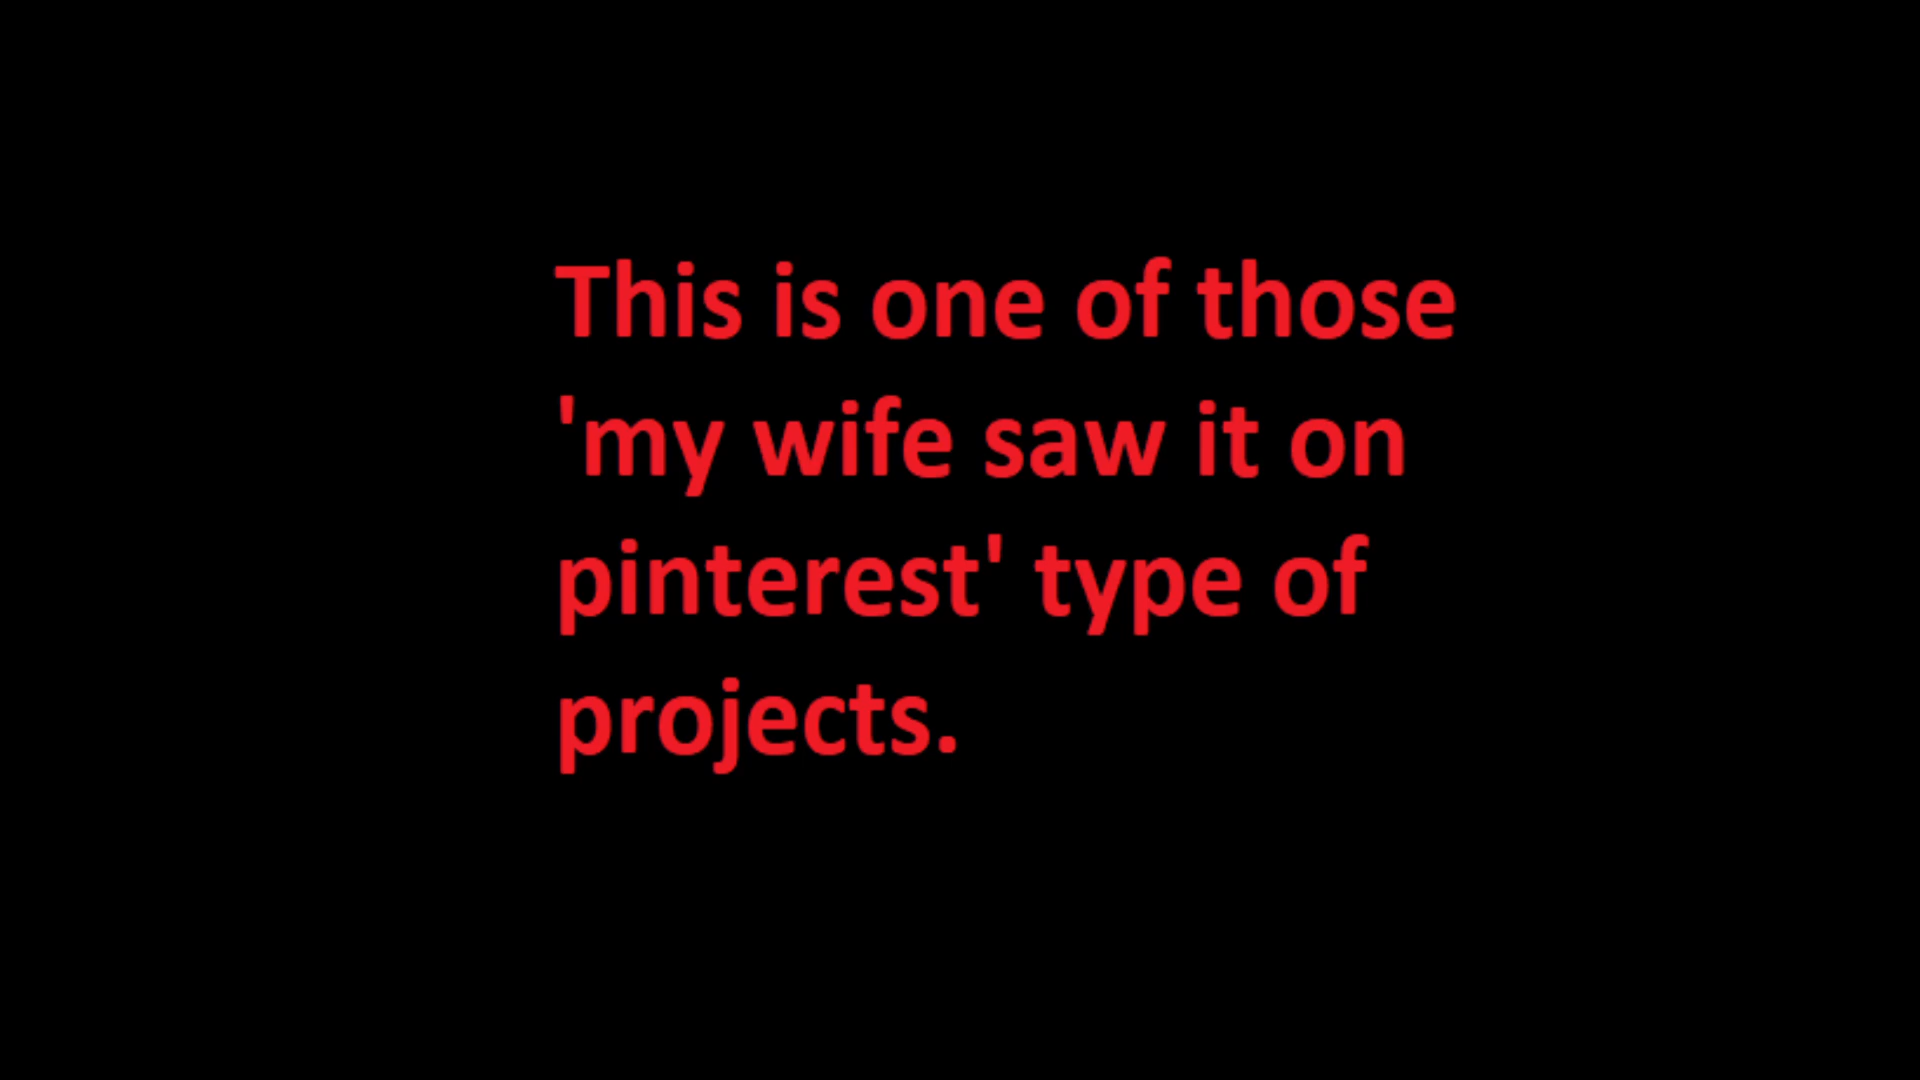 This is one of those
'my wife saw it on
pinterest' type of
projects.